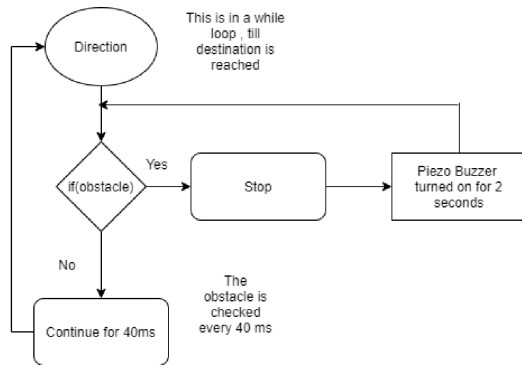 This is in a while
loop , till
destination is
reached
Direction
if(obstacle)
Yes
Stop
Piezo Buzzer
turned on for 2
seconds
No
The
obstacle is
checked
every 40 ms
Continue for 40ms